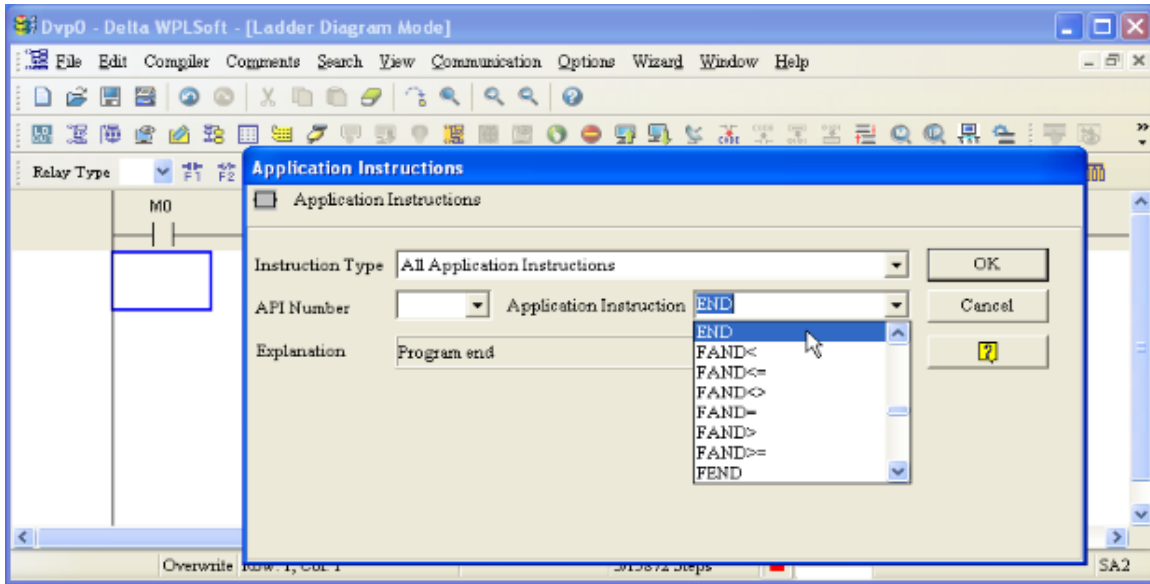 Dvp0 - Delta WPLSoft - [Ladder Diagram Mode]
File Edit Compiler Comments Search View Communication Options Wizard Window Help
Relay Type F1 F2
Application Instructions
Application Instructions
M0
Instruction Type All Application Instructions OK
API Number Application Instruction END Cancel
Explanation Program end
END
FAND<
FAND<=
FAND<>
FAND=
FAND>
FAND>=
FEND
Overwrite SA2